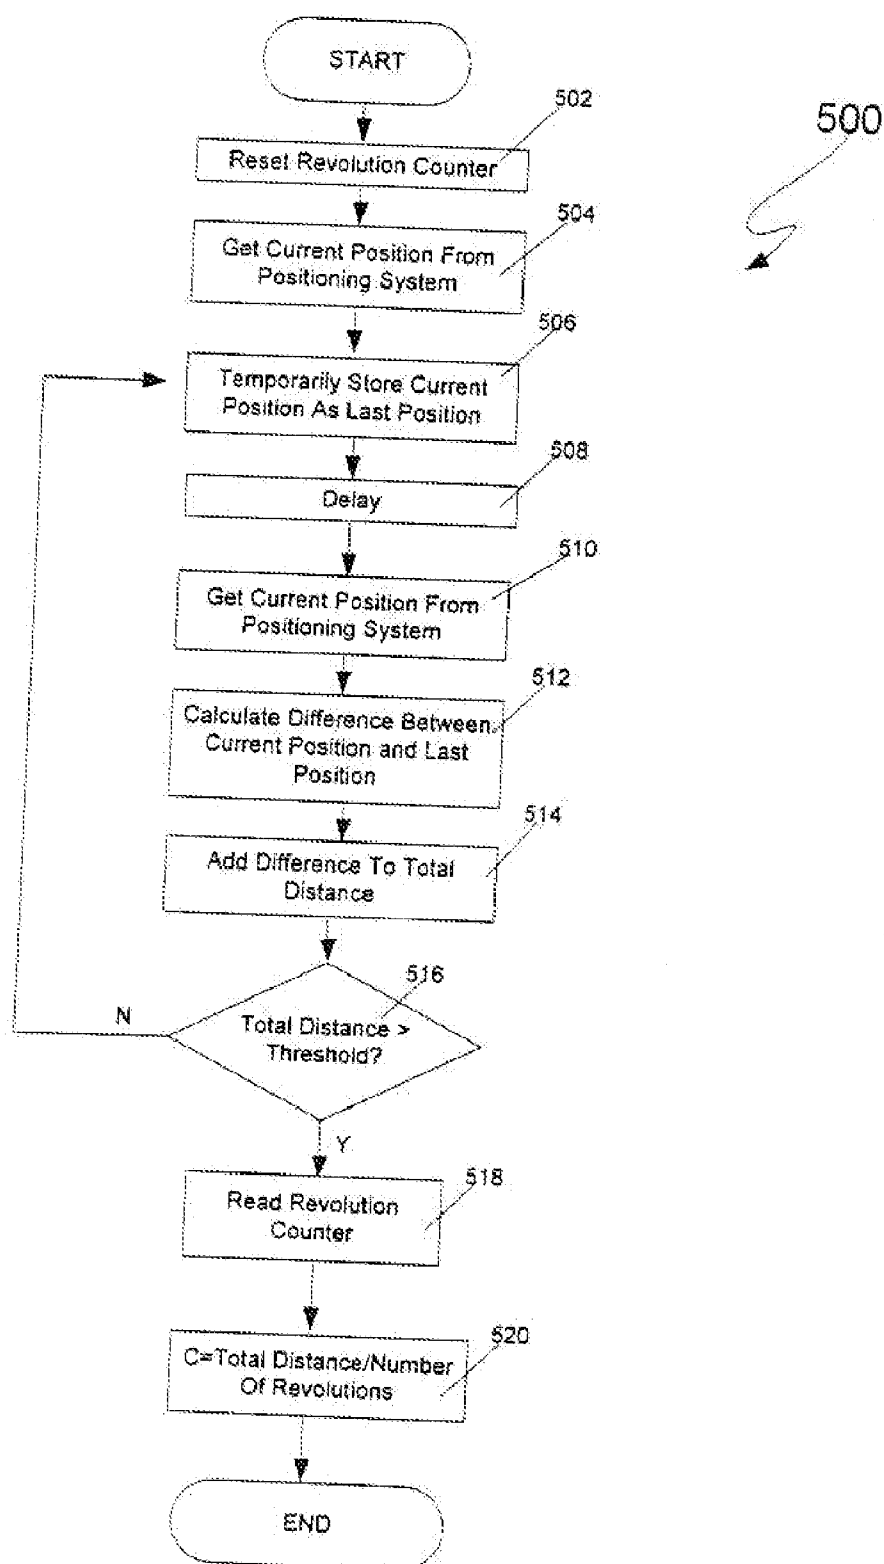 START
502
500
Reset Revolution Counter
504
Get Current Position From
Positioning System
506
Temporarily Store Current
Position As Last Position
508
Delay
510
Get Current Position From
Positioning System
512
Calculate Difference Between
Current Position and Last
Position
514
Add Difference To Total
Distance
516
N
Total Distance >
Threshold?
Y
518
Read Revolution
Counter
520
C=Total Distance/Number
Of Revolutions
END